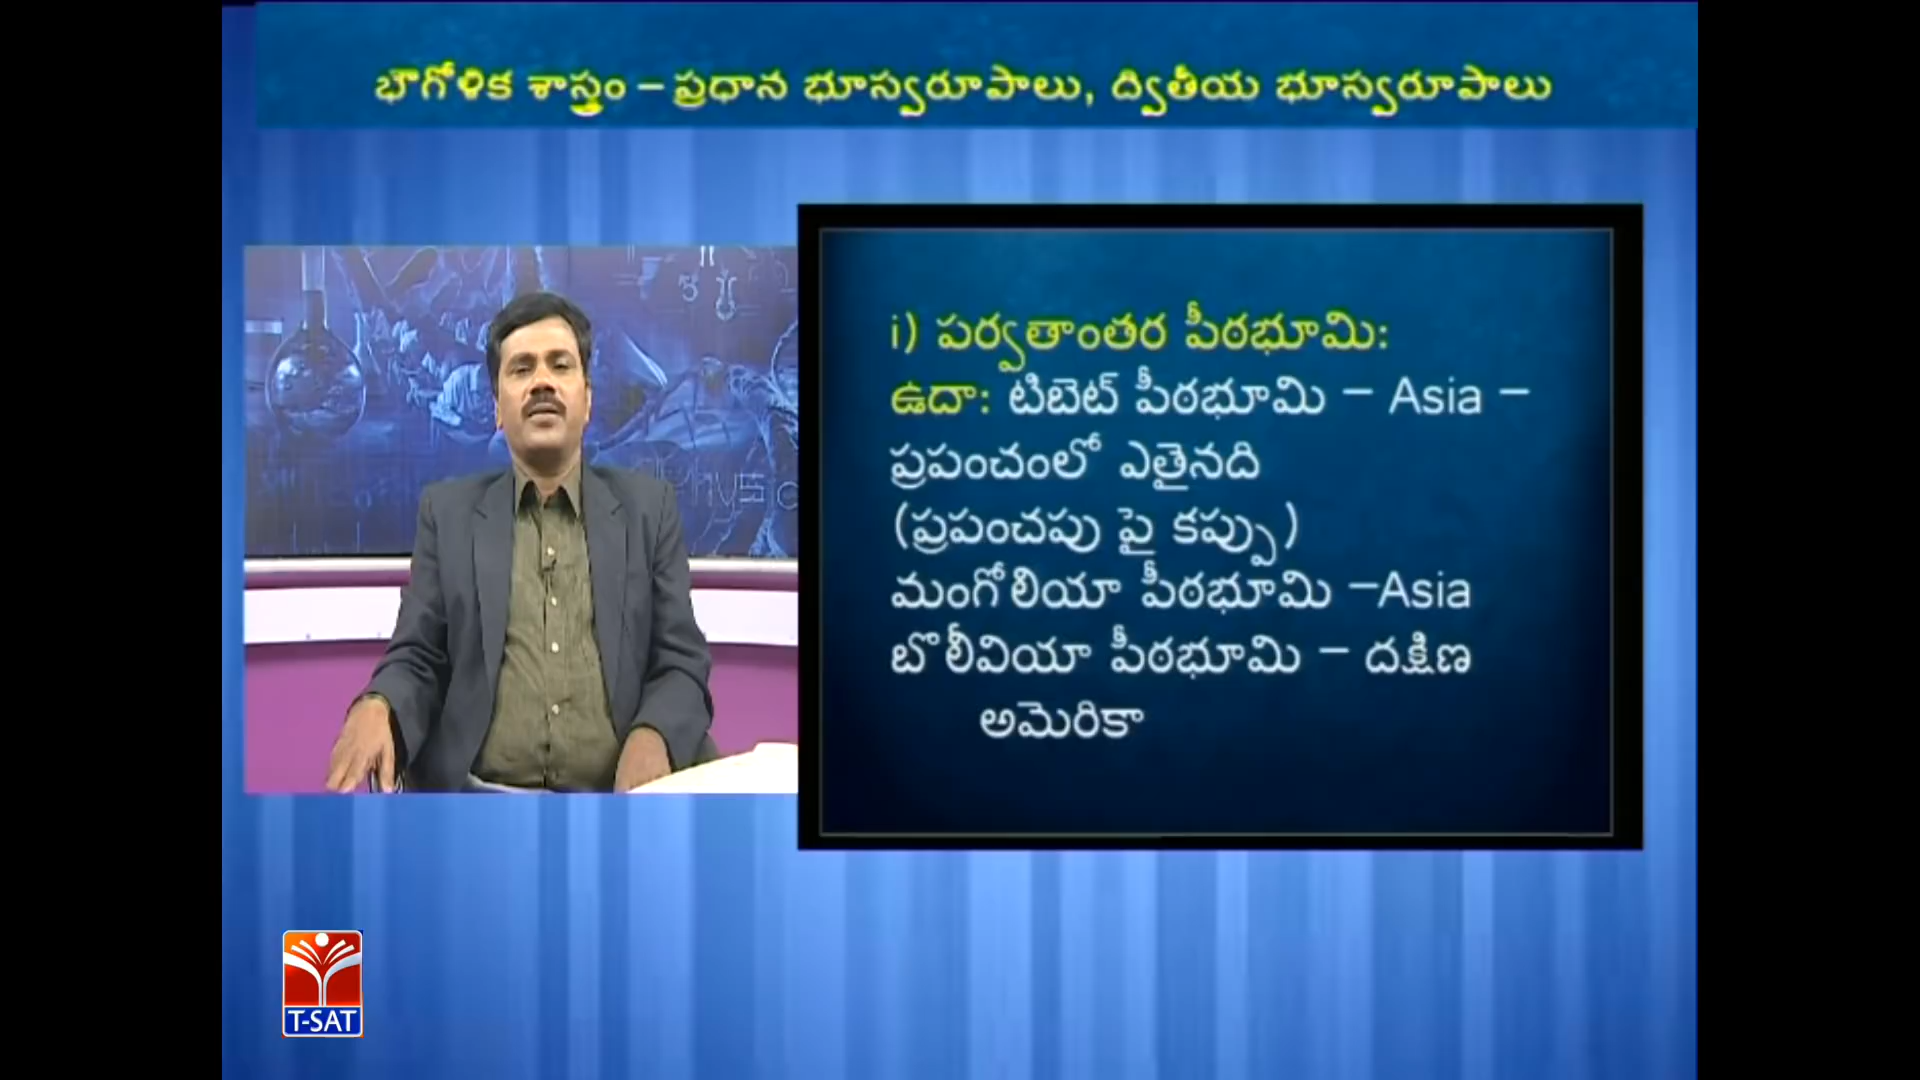 భౌగోళిక శాస్త్రం – ప్రధాన భూస్వరూపాలు, ద్వితీయ భూస్వరూపాలు
i) పర్వతాంతర పీఠభూమి:
ఉదా: టిబెట్ పీఠభూమి – Asia –
ప్రపంచంలో ఎతైనది
(ప్రపంచపు పై కప్పు)
మంగోలియా పీఠభూమి –Asia
బొలీవియా పీఠభూమి – దక్షిణ
అమెరికా
T-SAT